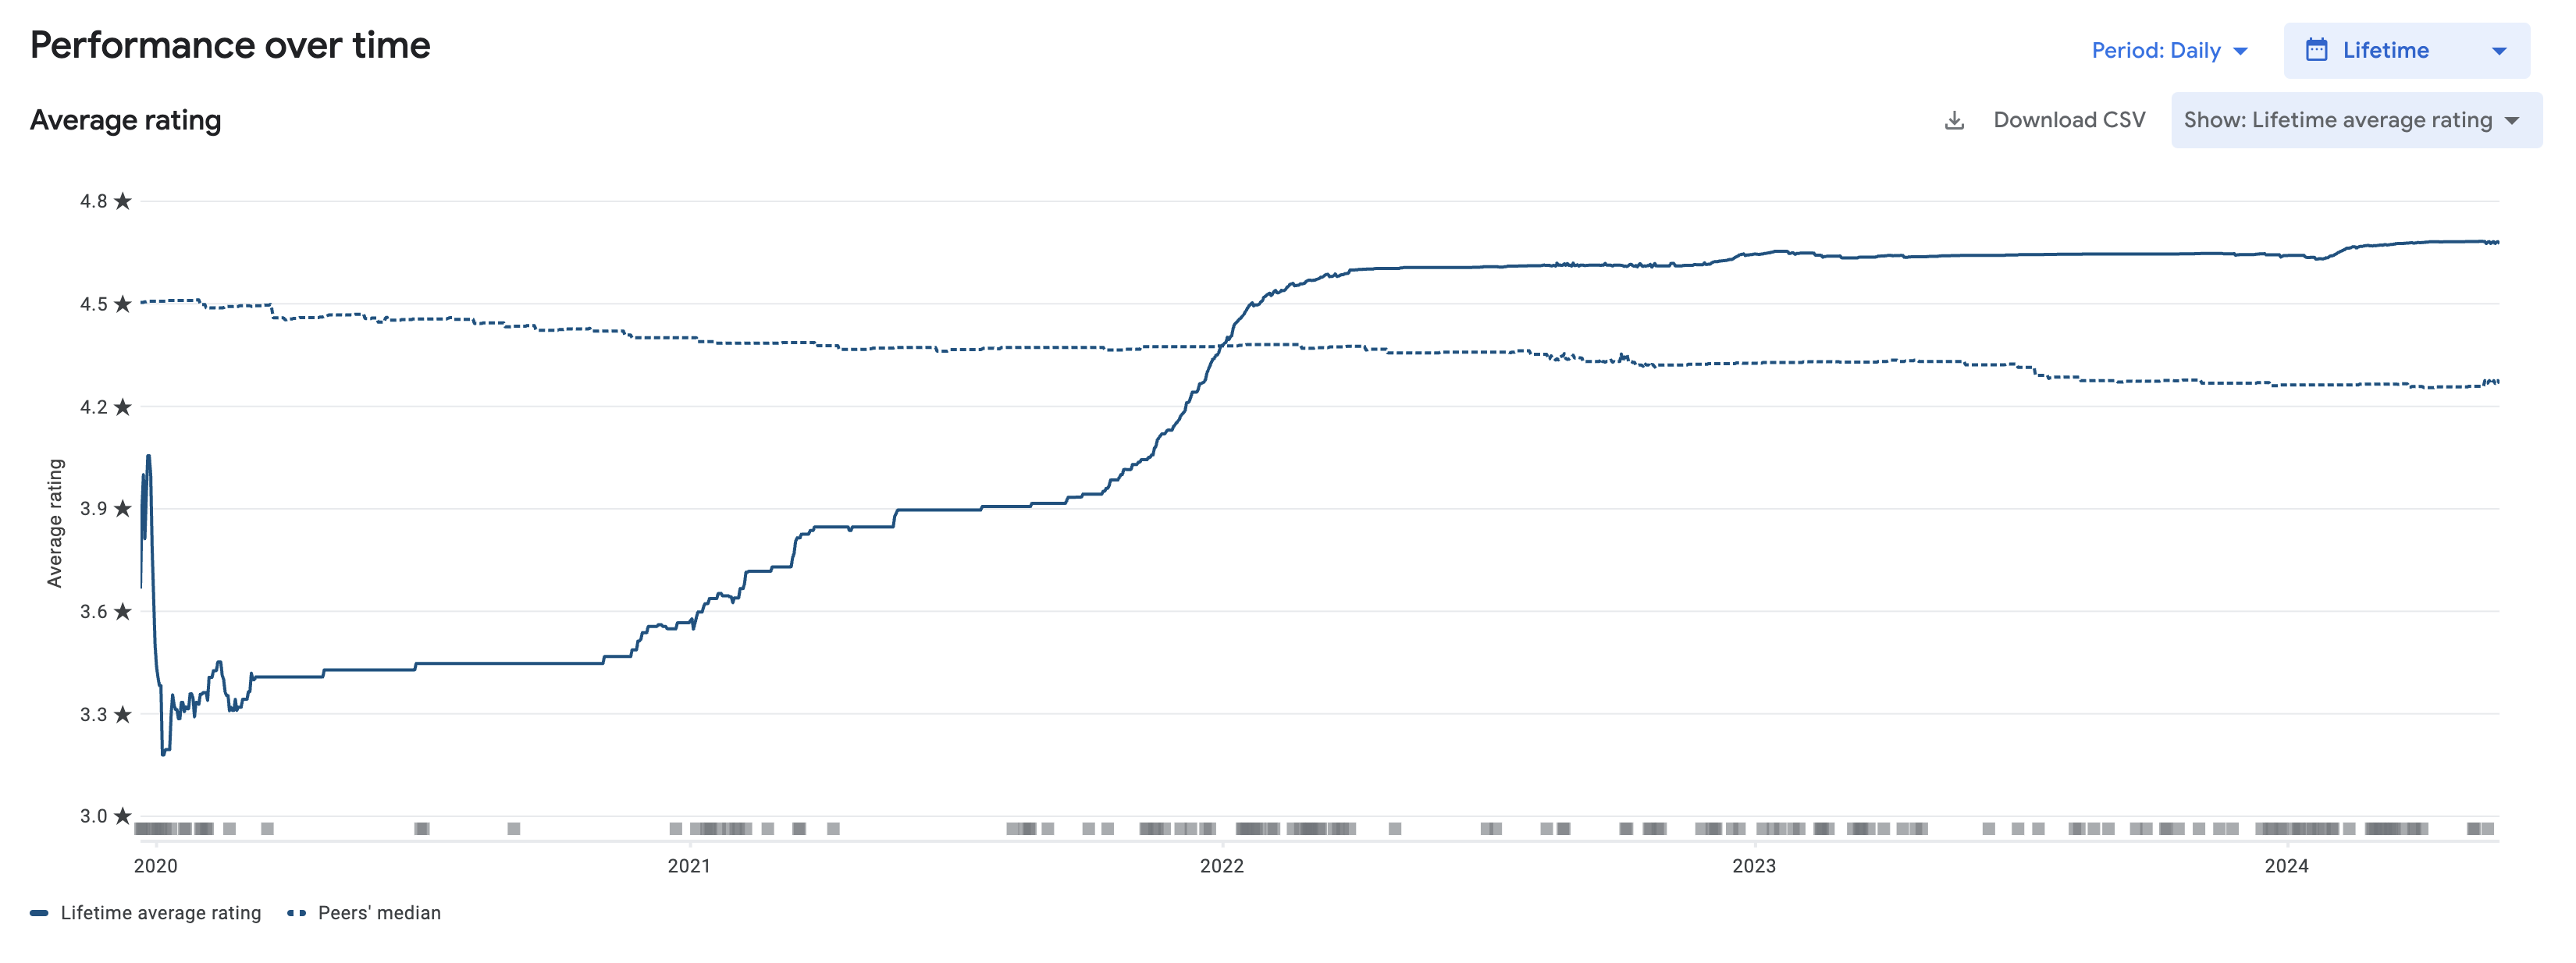 Performance over time
Period: Daily
Lifetime
Average rating
Download CSV
Show: Lifetime average rating
4.8 ★
4.5 ★
4.2 ★
3.9 ★
3.6 ★
3.3 ★
3.0 ★
Average rating
2020 2021 2022 2023 2024
Lifetime average rating Peers' median